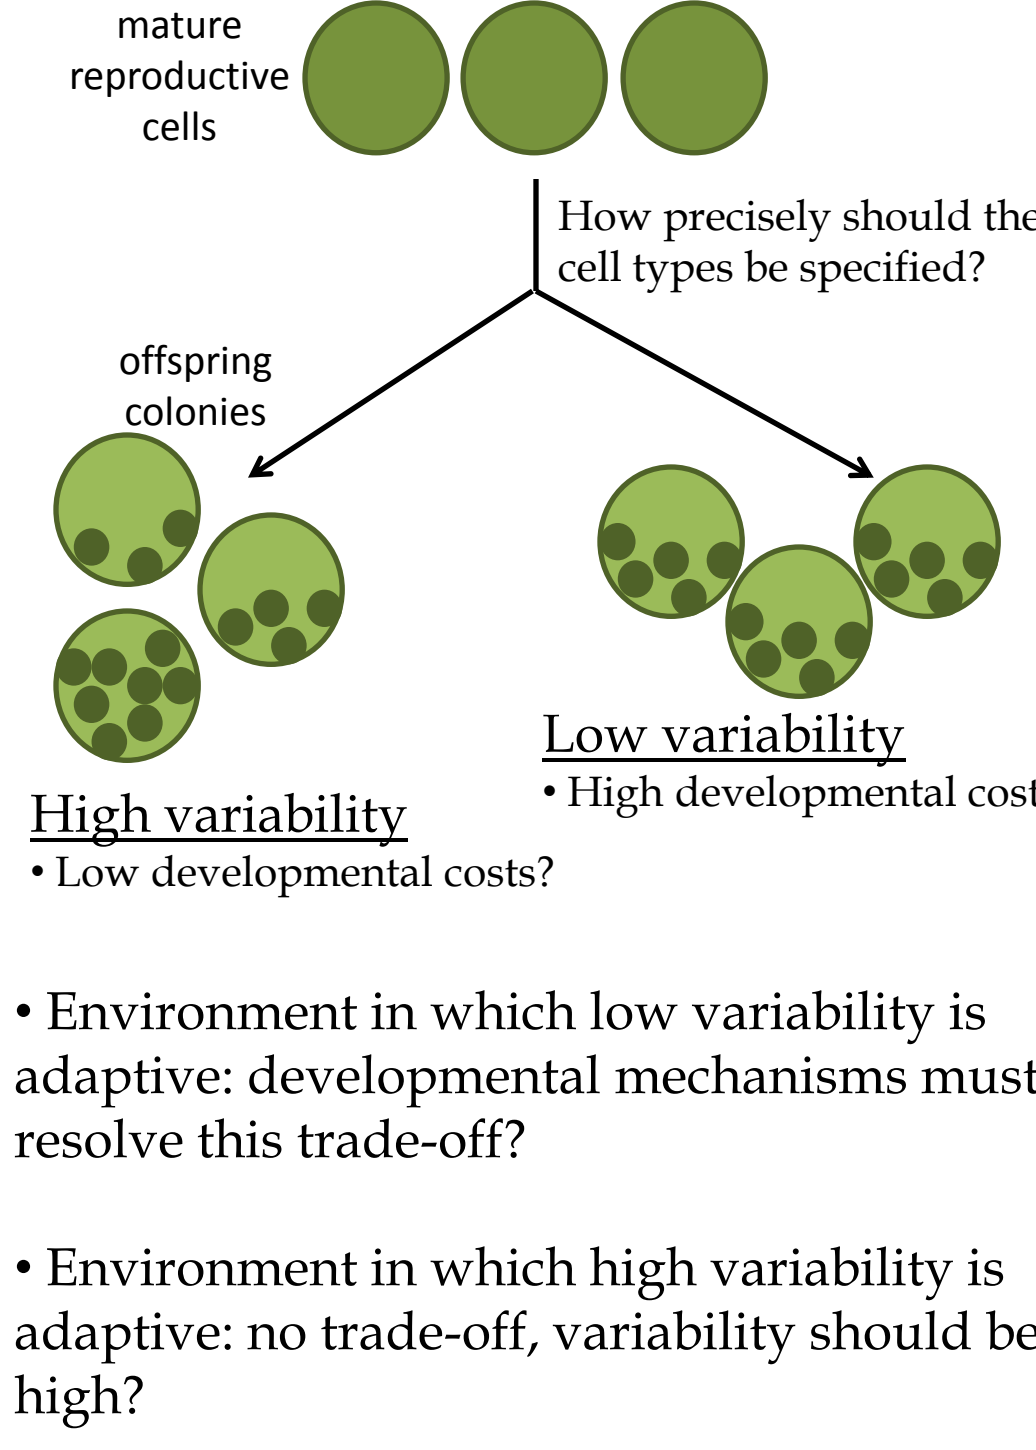 mature
reproductive
cells
How precisely should the
cell types be specified?
offspring
colonies
Low variability
• High developmental cost
High variability
• Low developmental costs?
• Environment in which low variability is
adaptive: developmental mechanisms must
resolve this trade-off?
• Environment in which high variability is
adaptive: no trade-off, variability should be
high?